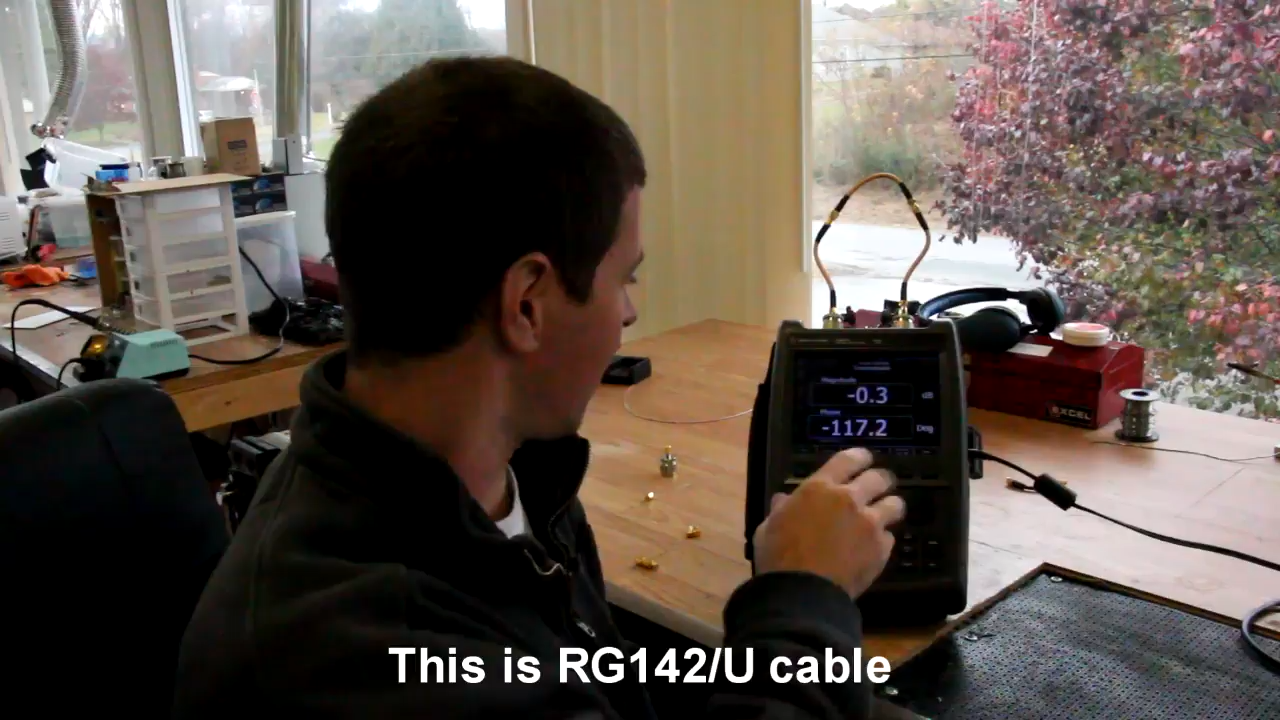 Magnitude
-0.3
dB
Phase
-117.2
Deg
EXCEL
This is RG142/U cable